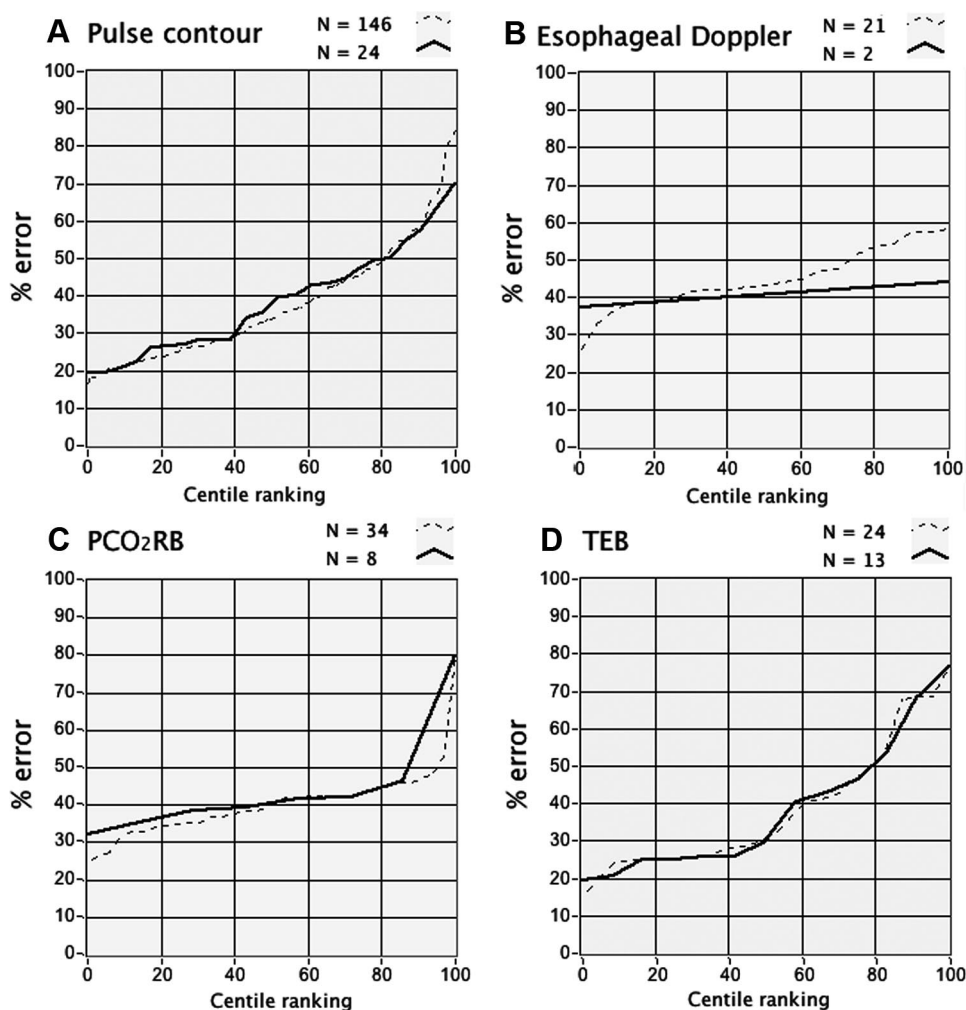 A Pulse contour
N = 146
N = 24
% error
100
90
80
70
60
50
40
30
20
10
0
0 20 40 60 80 100
Centile ranking
B Esophageal Doppler
N = 21
N = 2
% error
100
90
80
70
60
50
40
30
20
10
0
0 20 40 60 80 100
Centile ranking
C PCO₂RB
N = 34
N = 8
% error
100
90
80
70
60
50
40
30
20
10
0
0 20 40 60 80 100
Centile ranking
D TEB
N = 24
N = 13
% error
100
90
80
70
60
50
40
30
20
10
0
0 20 40 60 80 100
Centile ranking